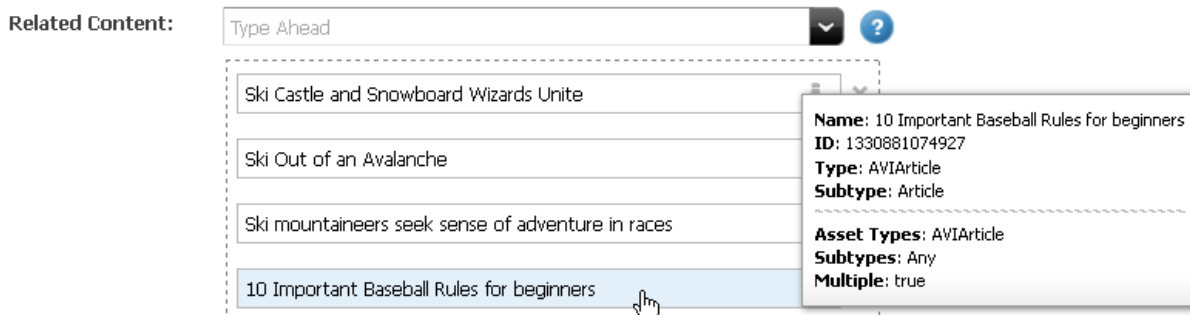 Related Content:
Type Ahead
?
Ski Castle and Snowboard Wizards Unite
Ski Out of an Avalanche
Ski mountaineers seek sense of adventure in races
10 Important Baseball Rules for beginners
Name: 10 Important Baseball Rules for beginners
ID: 1330881074927
Type: AVIArticle
Subtype: Article
Asset Types: AVIArticle
Subtypes: Any
Multiple: true